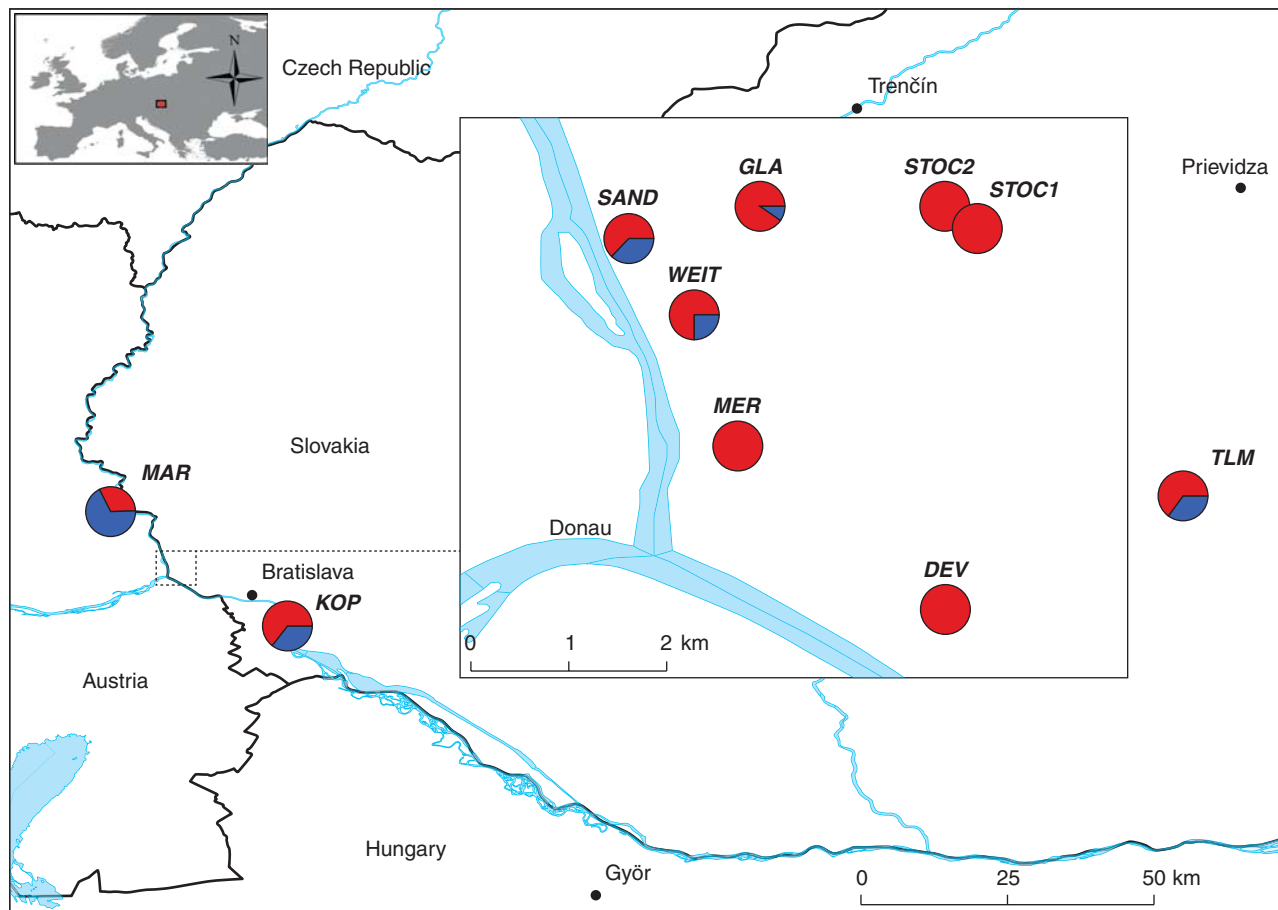 N
Czech Republic
Trenčín
Prievidza
GLA
STOC2
STOC1
SAND
WEIT
MER
TLM
Slovakia
MAR
Donau
DEV
Bratislava
KOP
0 1 2 km
Austria
Hungary
Györ
0 25 50 km